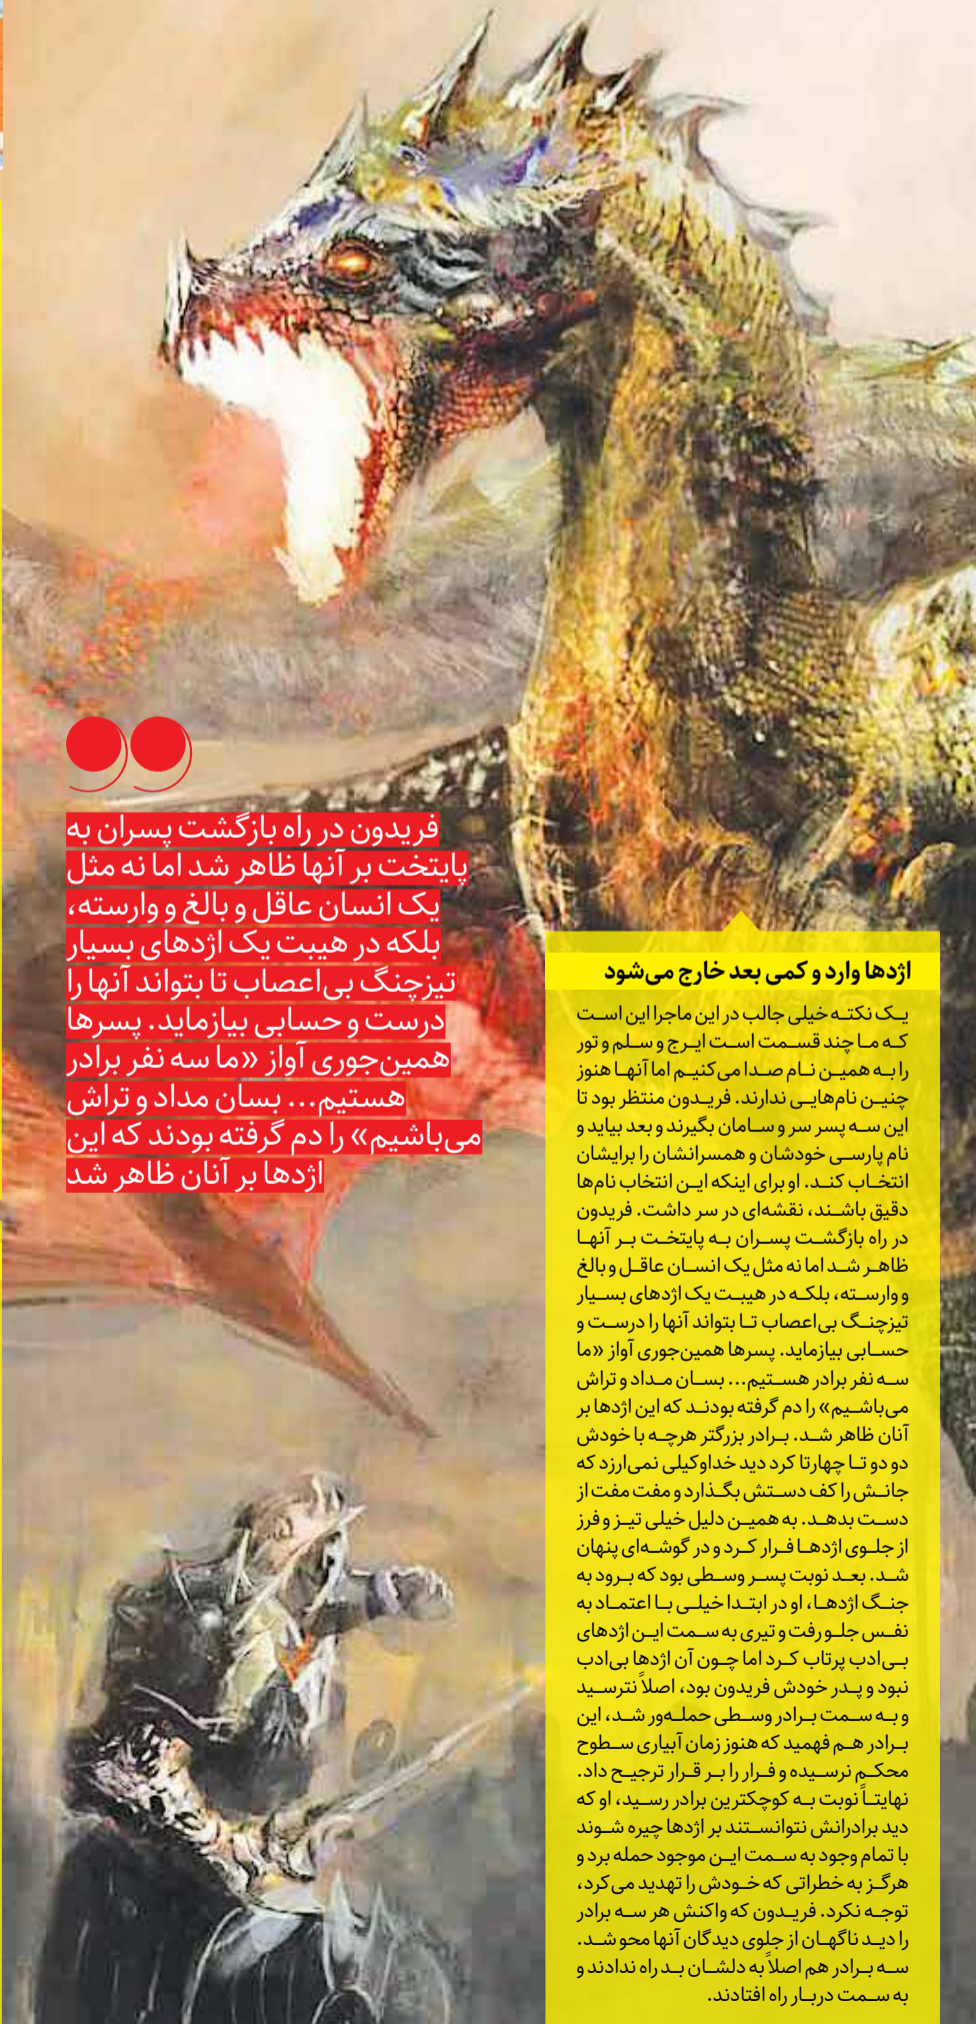 فریدون در راه بازگشت پسران به
پایتخت بر آنها ظاهر شد اما نه مثل
یک انسان عاقل و بالغ و وارسته،
بلکه در هیبت یک اژدهای بسیار
تیزچنگ بی‌اعصاب تا بتواند آنها را
درست و حسابی بیازماید. پسرها
همین‌جوری آواز «ما سه نفر برادر
هستیم... بسان مداد و تراش
می‌باشیم» را دم گرفته بودند که این
اژدها بر آنان ظاهر شد
اژدها وارد و کمی بعد خارج می‌شود
یک نکته خیلی جالب در این ماجرا این است
که ما چند قسمت است ایرج و سلم و تور
را به همین نام صدا می‌کنیم اما آنها هنوز
چنین نام‌هایی ندارند. فریدون منتظر بود تا
این سه پسر سر و سامان بگیرند و بعد بیاید و
نام پارسی خودشان و همسرانشان را برایشان
انتخاب کند. او برای اینکه این انتخاب نام‌ها
دقیق باشند، نقشه‌ای در سر داشت. فریدون
در راه بازگشت پسران به پایتخت بر آنها
ظاهر شد اما نه مثل یک انسان عاقل و بالغ
و وارسته، بلکه در هیبت یک اژدهای بسیار
تیزچنگ بی‌اعصاب تا بتواند آنها را درست و
حسابی بیازماید. پسرها همین‌جوری آواز «ما
سه نفر برادر هستیم... بسان مداد و تراش
می‌باشیم» را دم گرفته بودند که این اژدها بر
آنان ظاهر شد. برادر بزرگتر هرچه با خودش
دو دو تا چهارتا کرد دید خداوکیلی نمی‌ارزد که
جانش را کف دستش بگذارد و مفت مفت از
دست بدهد. به همین دلیل خیلی تیز و فرز
از جلوی اژدها فرار کرد و در گوشه‌ای پنهان
شد. بعد نوبت پسر وسطی بود که برود به
جنگ اژدها، او در ابتدا خیلی با اعتماد به
نفس جلو رفت و تیری به سمت این اژدهای
بی‌ادب پرتاب کرد اما چون آن اژدها بی‌ادب
نبود و پدر خودش فریدون بود، اصلاً نترسید
و به سمت برادر وسطی حمله‌ور شد، این
برادر هم فهمید که هنوز زمان آبیاری سطوح
محکم نرسیده و فرار را بر قرار ترجیح داد.
نهایتاً نوبت به کوچکترین برادر رسید، او که
دید برادرانش نتوانستند بر اژدها چیره شوند
با تمام وجود به سمت این موجود حمله برد و
هرگز به خطراتی که خودش را تهدید می‌کرد،
توجه نکرد. فریدون که واکنش هر سه برادر
را دید ناگهان از جلوی دیدگان آنها محو شد.
سه برادر هم اصلاً به دلشان بد راه ندادند و
به سمت دربار راه افتادند.